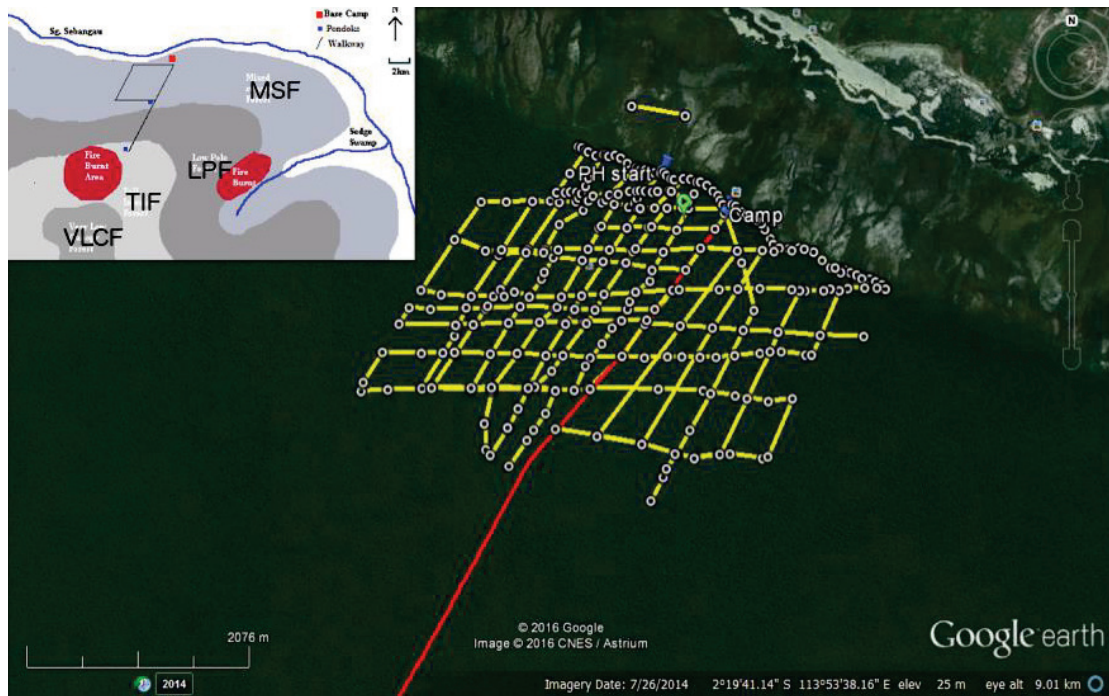 Sg. Sebangau
Base Camp
Pondoks
Walkway
N
2km
MSF
Sedge
Swamp
Fire
Burnt
Area
LPF
Fire
Burnt
TIF
VLCF
N
PH start
Camp
2076 m
© 2016 Google
Image © 2016 CNES / Astrium
Google earth
2014
Imagery Date: 7/26/2014 2°19'41.14" S 113°53'38.16" E elev 25 m eye alt 9.01 km